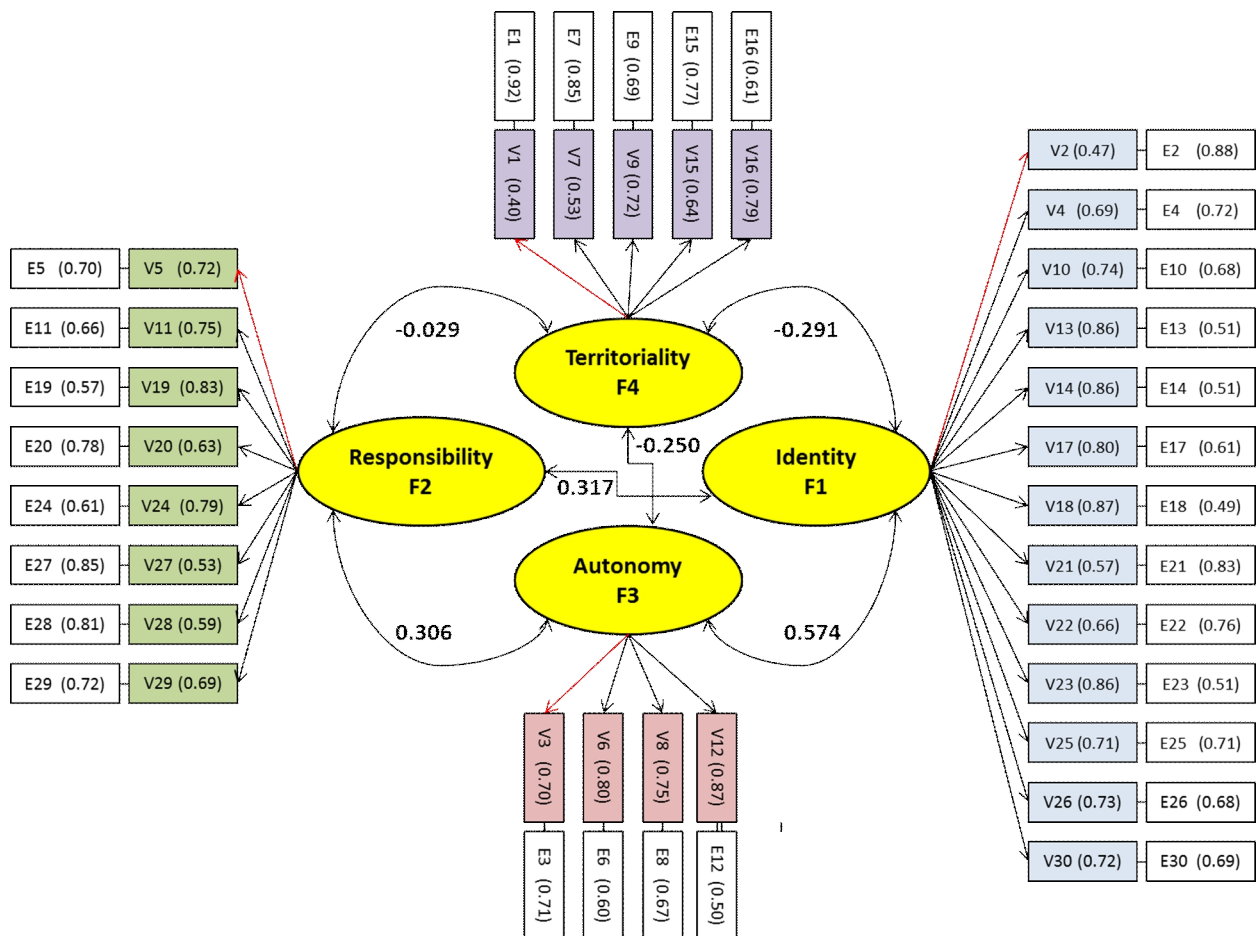 E1 (0.92)
E7 (0.85)
E9 (0.69)
E15 (0.77)
E16 (0.61)
V1 (0.40)
V7 (0.53)
V9 (0.72)
V15 (0.64)
V16 (0.79)
E5 (0.70)
V5 (0.72)
E11 (0.66)
V11 (0.75)
E19 (0.57)
V19 (0.83)
E20 (0.78)
V20 (0.63)
E24 (0.61)
V24 (0.79)
E27 (0.85)
V27 (0.53)
E28 (0.81)
V28 (0.59)
E29 (0.72)
V29 (0.69)
-0.029
-0.291
Territoriality
F4
Responsibility
F2
-0.250
0.317
Identity
F1
Autonomy
F3
0.306
0.574
V2 (0.47)
E2 (0.88)
V4 (0.69)
E4 (0.72)
V10 (0.74)
E10 (0.68)
V13 (0.86)
E13 (0.51)
V14 (0.86)
E14 (0.51)
V17 (0.80)
E17 (0.61)
V18 (0.87)
E18 (0.49)
V21 (0.57)
E21 (0.83)
V22 (0.66)
E22 (0.76)
V23 (0.86)
E23 (0.51)
V25 (0.71)
E25 (0.71)
V26 (0.73)
E26 (0.68)
V30 (0.72)
E30 (0.69)
V3 (0.70)
V6 (0.80)
V8 (0.75)
V12 (0.87)
E3 (0.71)
E6 (0.60)
E8 (0.67)
E12 (0.50)